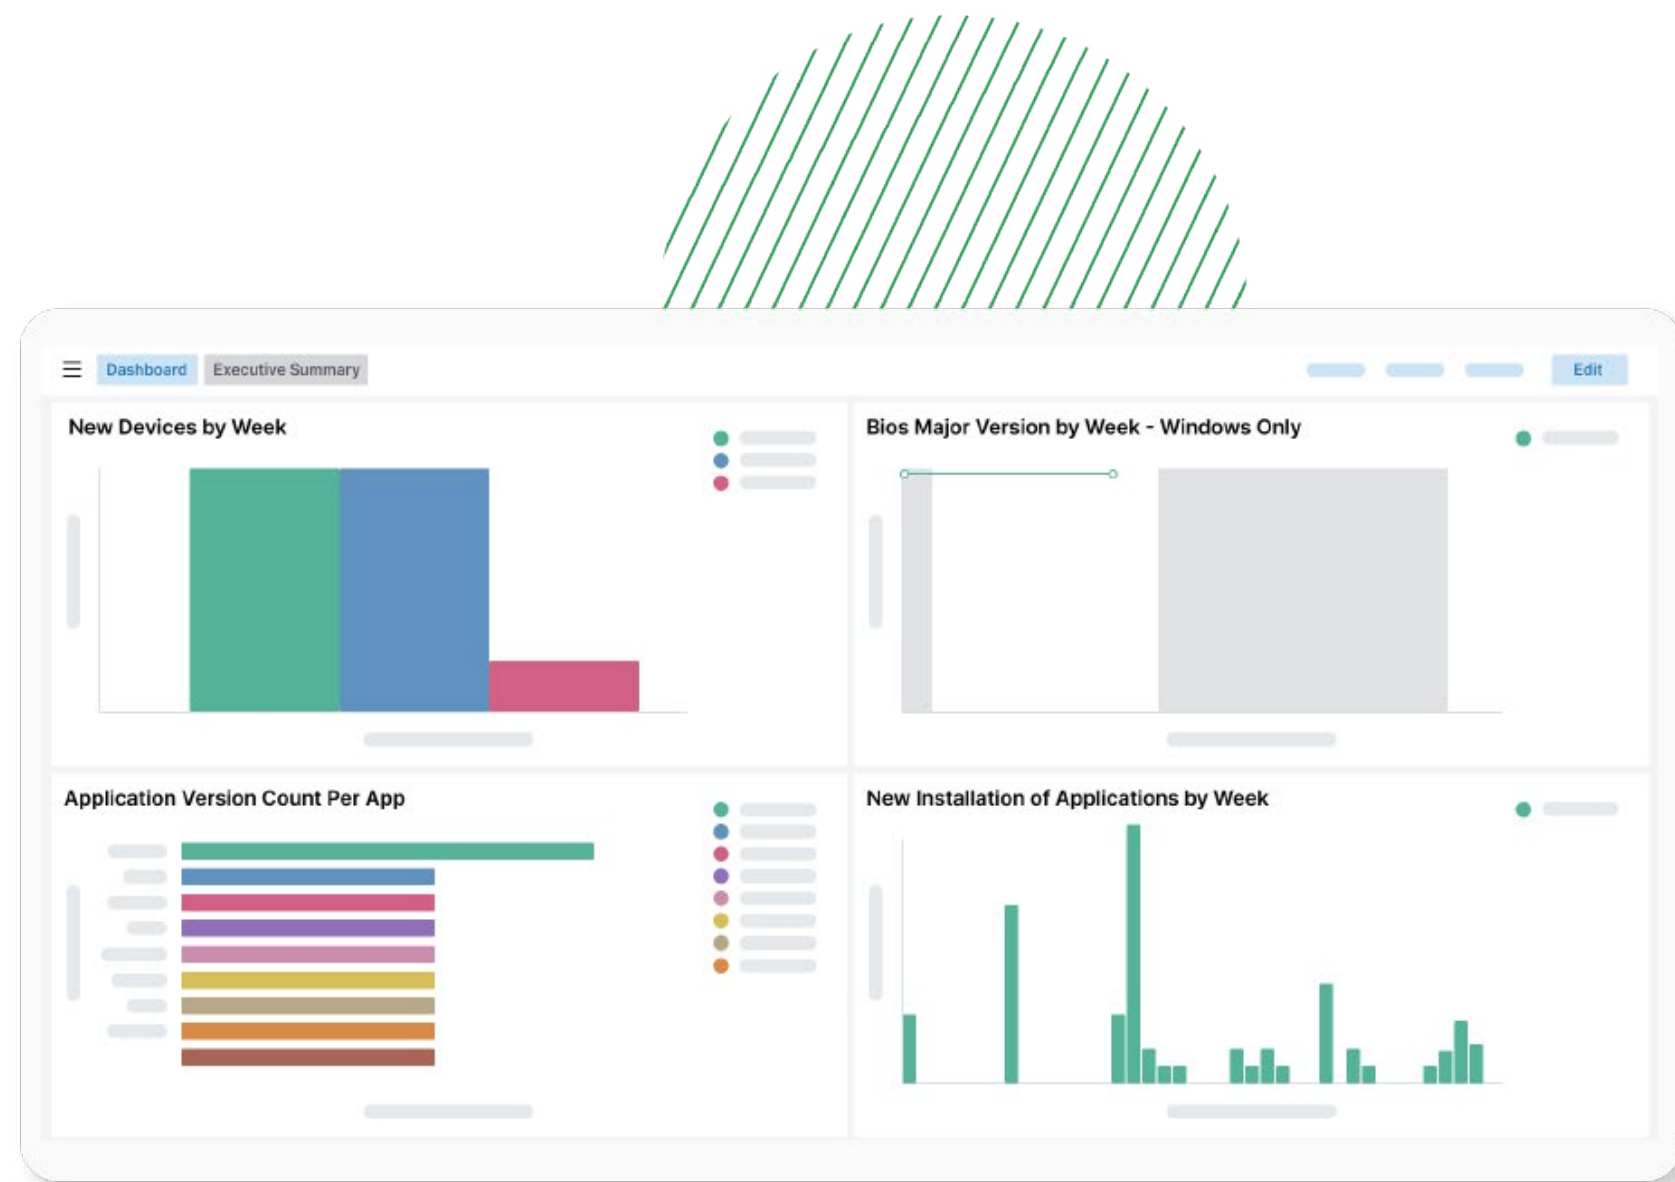 Dashboard
Executive Summary
Edit
New Devices by Week
Bios Major Version by Week - Windows Only
Application Version Count Per App
New Installation of Applications by Week